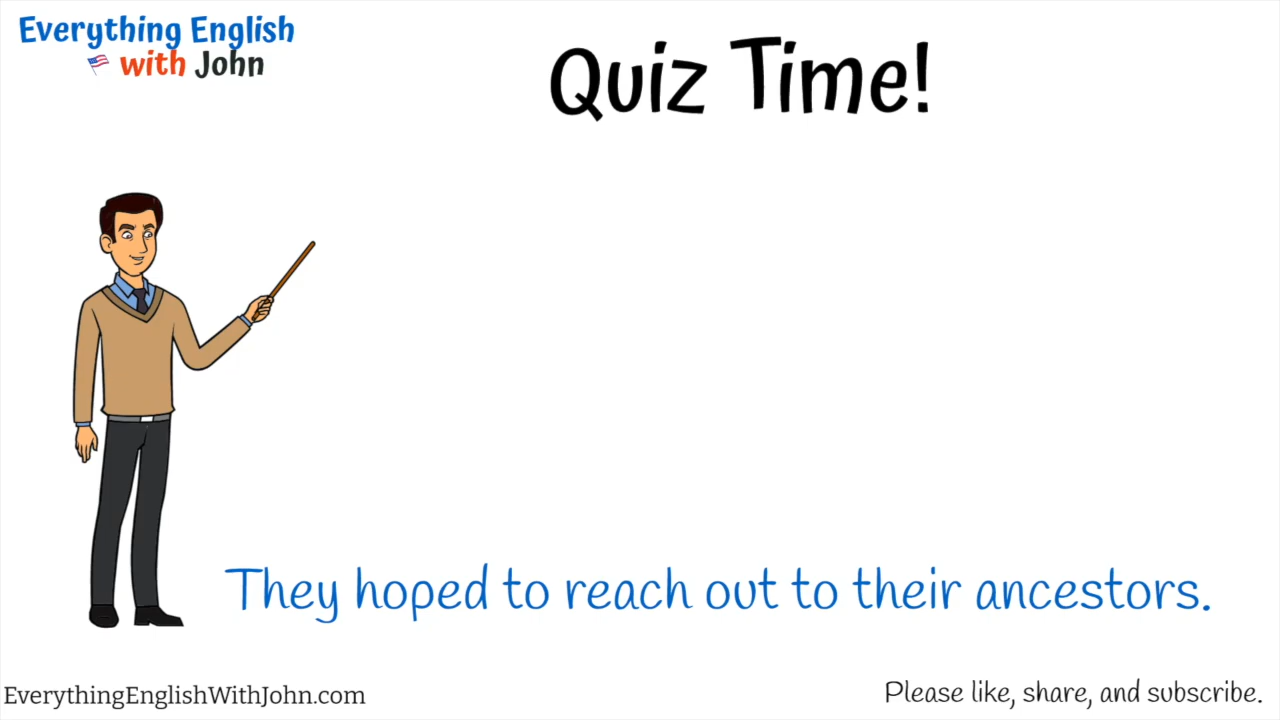 Everything English
with John
Quiz Time!
They hoped to reach out to their ancestors.
EverythingEnglishWithJohn.com
Please like, share, and subscribe.